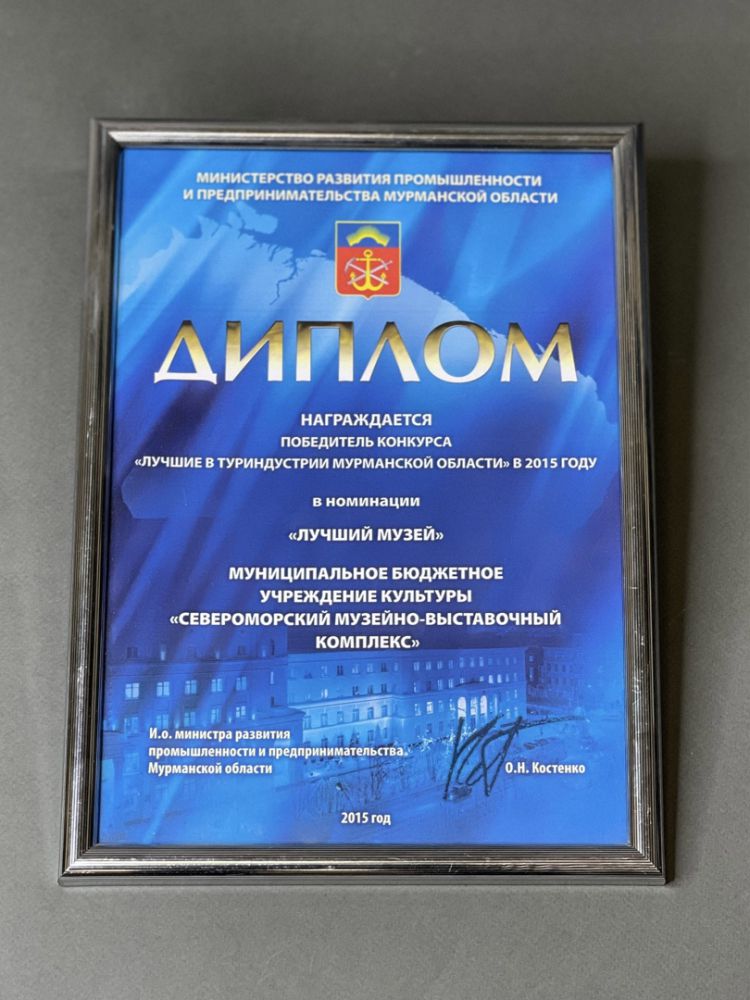 МИНИСТЕРСТВО РАЗВИТИЯ ПРОМЫШЛЕННОСТИ
И ПРЕДПРИНИМАТЕЛЬСТВА МУРМАНСКОЙ ОБЛАСТИ
ДИПЛОМ
НАГРАЖДАЕТСЯ
ПОБЕДИТЕЛЬ КОНКУРСА
«ЛУЧШИЕ В ТУРИНДУСТРИИ МУРМАНСКОЙ ОБЛАСТИ» В 2015 ГОДУ
в номинации
«ЛУЧШИЙ МУЗЕЙ»
МУНИЦИПАЛЬНОЕ БЮДЖЕТНОЕ
УЧРЕЖДЕНИЕ КУЛЬТУРЫ
«СЕВЕРОМОРСКИЙ МУЗЕЙНО-ВЫСТАВОЧНЫЙ
КОМПЛЕКС»
И.о. министра развития
промышленности и предпринимательства
Мурманской области
О.Н. Костенко
2015 год